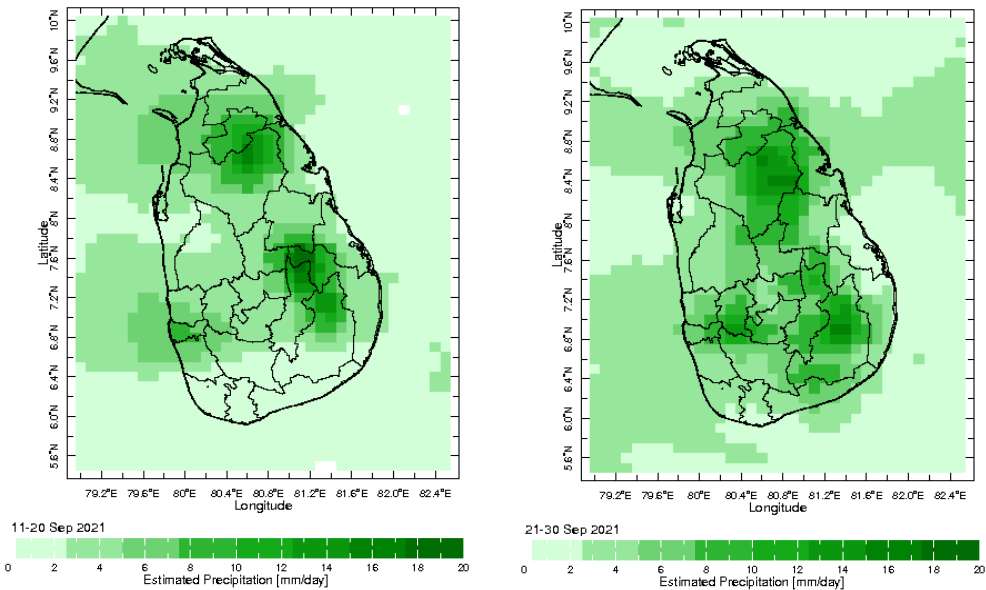 10°N
9.6°N
9.2°N
8.8°N
8.4°N
8°N
7.6°N
7.2°N
6.8°N
6.4°N
6.0°N
5.6°N
Latitude
79.2°E 79.6°E 80°E 80.4°E 80.8°E 81.2°E 81.6°E 82.0°E 82.4°E
Longitude
11-20 Sep 2021
0 2 4 6 8 10 12 14 16 18 20
Estimated Precipitation [mm/day]
10°N
9.6°N
9.2°N
8.8°N
8.4°N
8°N
7.6°N
7.2°N
6.8°N
6.4°N
6.0°N
5.6°N
Latitude
79.2°E 79.6°E 80°E 80.4°E 80.8°E 81.2°E 81.6°E 82.0°E 82.4°E
Longitude
21-30 Sep 2021
0 2 4 6 8 10 12 14 16 18 20
Estimated Precipitation [mm/day]